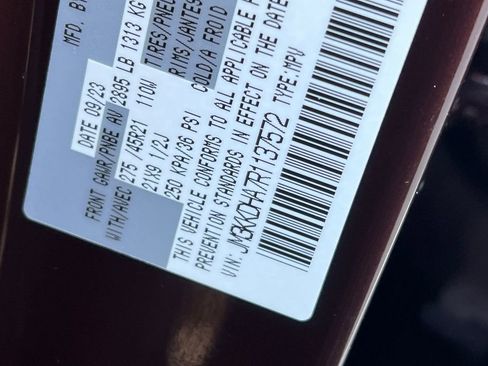 MFD. BY
DATE 09/23
FRONT GAWR/PNBE AV 2895 LB 1313 KG
WITH/AVEC 275 /45R21 110W TIRES/PNEU
21X9 1/2J RIMS/JANTES
250 KPA/36 PSI COLD/A FROID
THIS VEHICLE CONFORMS TO ALL APPLICABLE
PREVENTION STANDARDS IN EFFECT ON THE DATE
VIN: JM3KKDHA7R1137572 TYPE: MPV